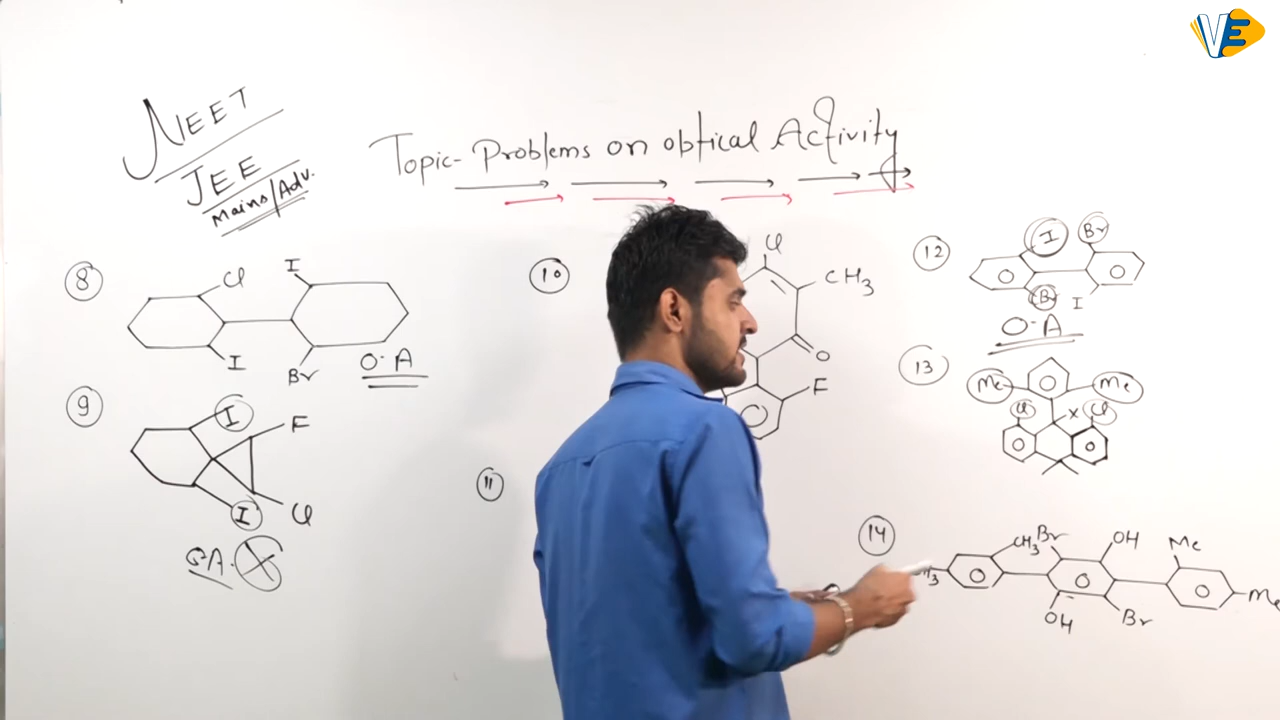 VE
NEET
JEE
Mains/Adv.
Topic- Problems on optical Activity
8
Cl
I
I
Br
O·A
9
I
F
I
Cl
10
Cl
CH3
O
F
11
12
I
Br
Br
I
O·A
13
Me
Me
Cl
X
Cl
14
CH3
Br
OH
Me
OH
Br
Me